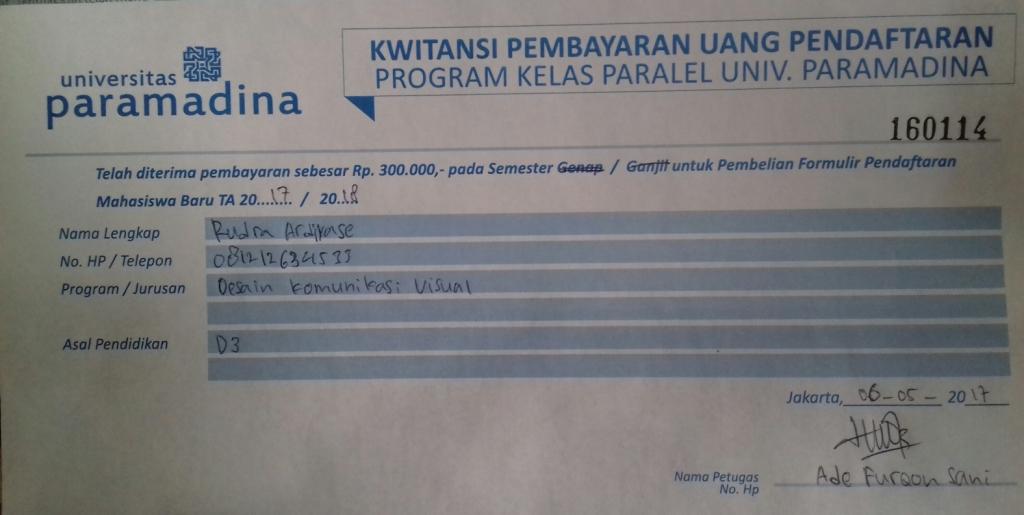 universitas
paramadina
KWITANSI PEMBAYARAN UANG PENDAFTARAN
PROGRAM KELAS PARALEL UNIV. PARAMADINA
160114
Telah diterima pembayaran sebesar Rp. 300.000,- pada Semester Genap / Ganjil untuk Pembelian Formulir Pendaftaran
Mahasiswa Baru TA 20...17.. / 20..18
Nama Lengkap Rudra
No. HP / Telepon
Program / Jurusan Desain Komunikasi Visual
Asal Pendidikan D3
Jakarta, 06-05- 2017
Nama Petugas Ade Furqon Sani
No. Hp